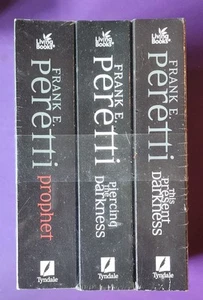 Living Books®
FRANK E.
Peretti
prophet
Tyndale
Living Books®
FRANK E.
Peretti
Piercing
the
Darkness
Tyndale
Living Books®
FRANK E.
Peretti
This
Present
Darkness
Tyndale